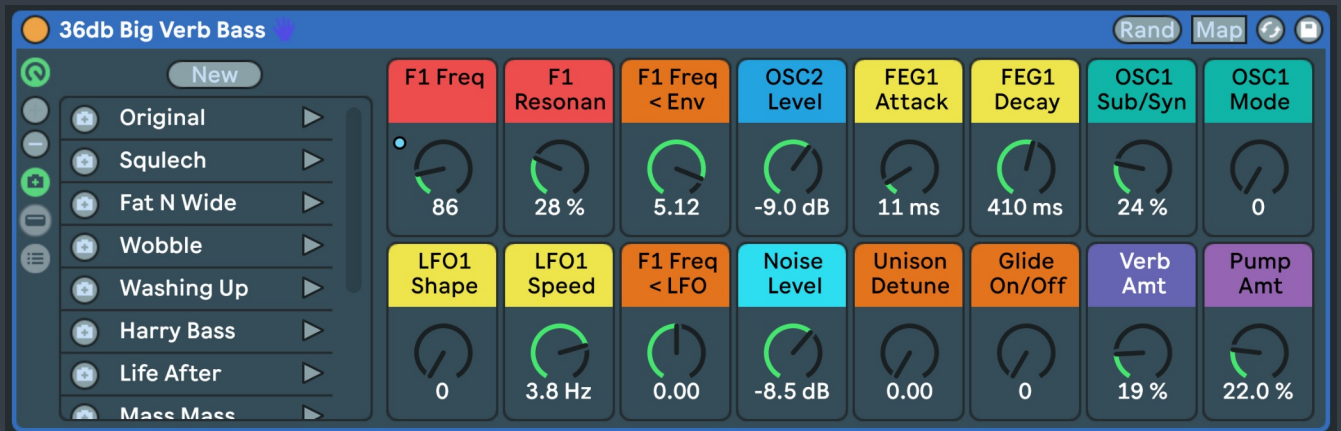 36db Big Verb Bass
Rand Map
New
Original
Squlech
Fat N Wide
Wobble
Washing Up
Harry Bass
Life After
Mass Mass
F1 Freq
86
F1
Resonan
28 %
F1 Freq
< Env
5.12
OSC2
Level
-9.0 dB
FEG1
Attack
11 ms
FEG1
Decay
410 ms
OSC1
Sub/Syn
24 %
OSC1
Mode
0
LFO1
Shape
0
LFO1
Speed
3.8 Hz
F1 Freq
< LFO
0.00
Noise
Level
-8.5 dB
Unison
Detune
0.00
Glide
On/Off
0
Verb
Amt
19 %
Pump
Amt
22.0 %